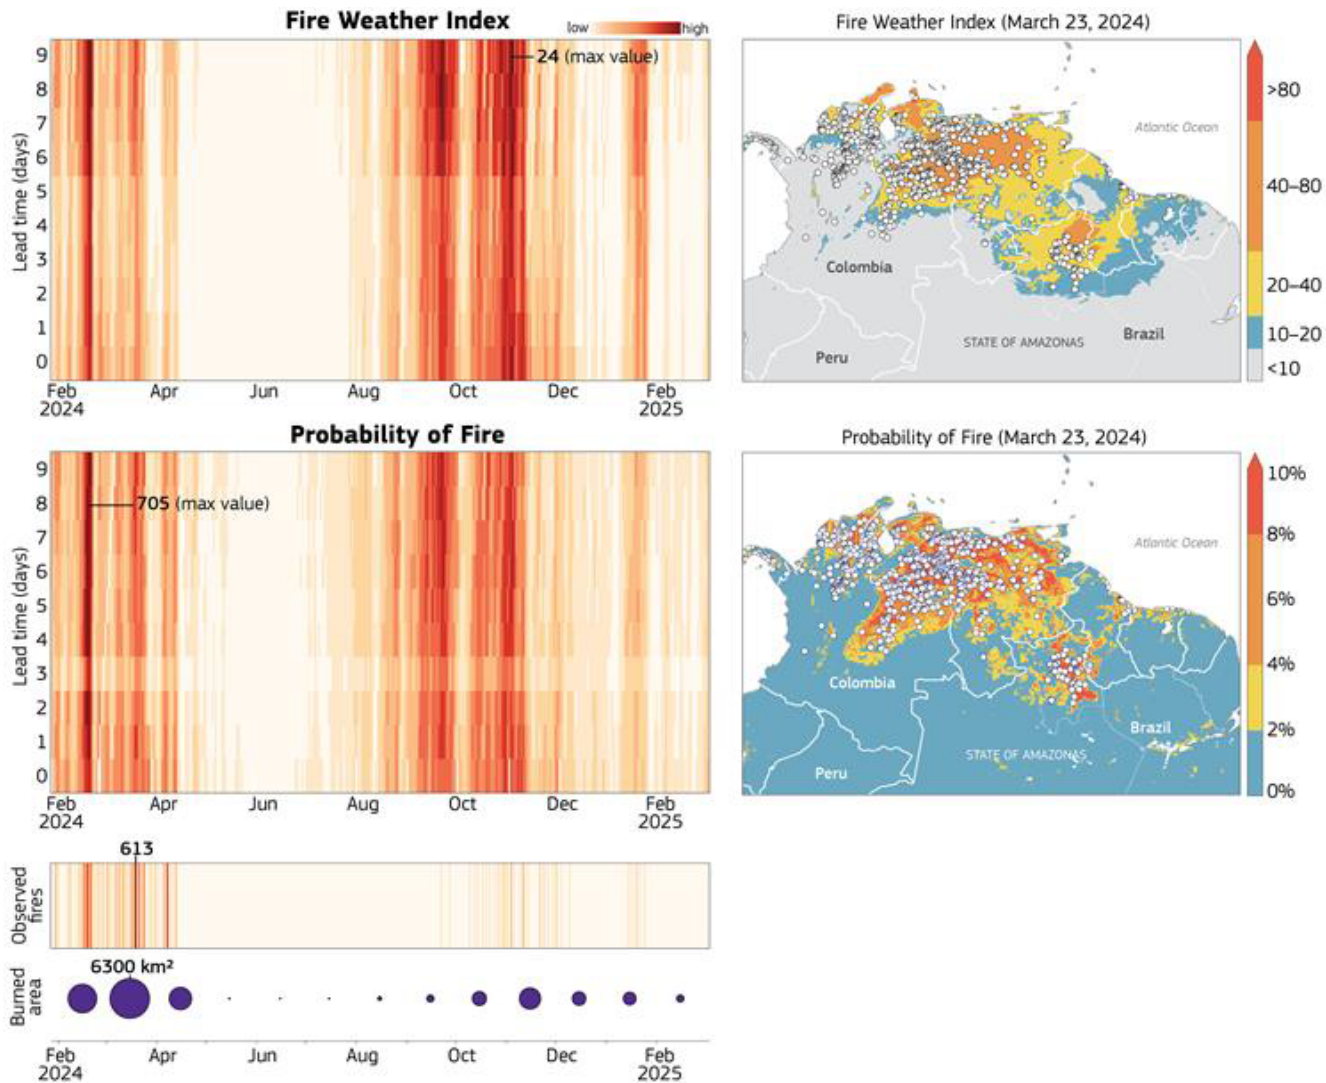 Fire Weather Index
low
high
9
8
7
6
5
4
3
2
1
0
Lead time (days)
24 (max value)
Feb
2024
Apr
Jun
Aug
Oct
Dec
Feb
2025
Fire Weather Index (March 23, 2024)
Atlantic Ocean
Colombia
Peru
STATE OF AMAZONAS
Brazil
>80
40–80
20–40
10–20
<10
Probability of Fire
9
8
7
6
5
4
3
2
1
0
Lead time (days)
705 (max value)
Feb
2024
Apr
Jun
Aug
Oct
Dec
Feb
2025
Probability of Fire (March 23, 2024)
Atlantic Ocean
Colombia
Peru
STATE OF AMAZONAS
Brazil
10%
8%
6%
4%
2%
0%
613
Observed
fires
6300 km²
Burned
area
Feb
2024
Apr
Jun
Aug
Oct
Dec
Feb
2025